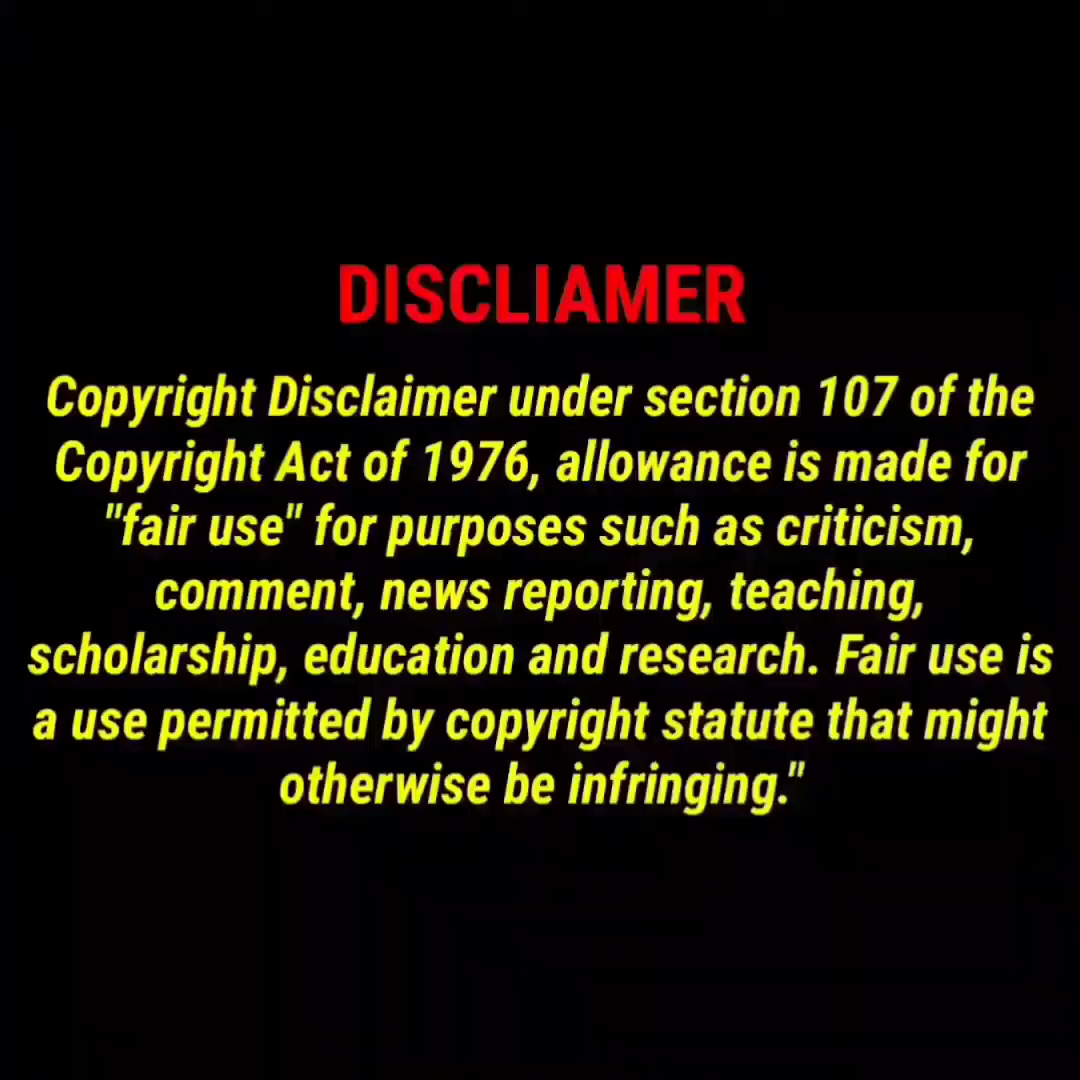 DISCLIAMER
Copyright Disclaimer under section 107 of the
Copyright Act of 1976, allowance is made for
"fair use" for purposes such as criticism,
comment, news reporting, teaching,
scholarship, education and research. Fair use is
a use permitted by copyright statute that might
otherwise be infringing."